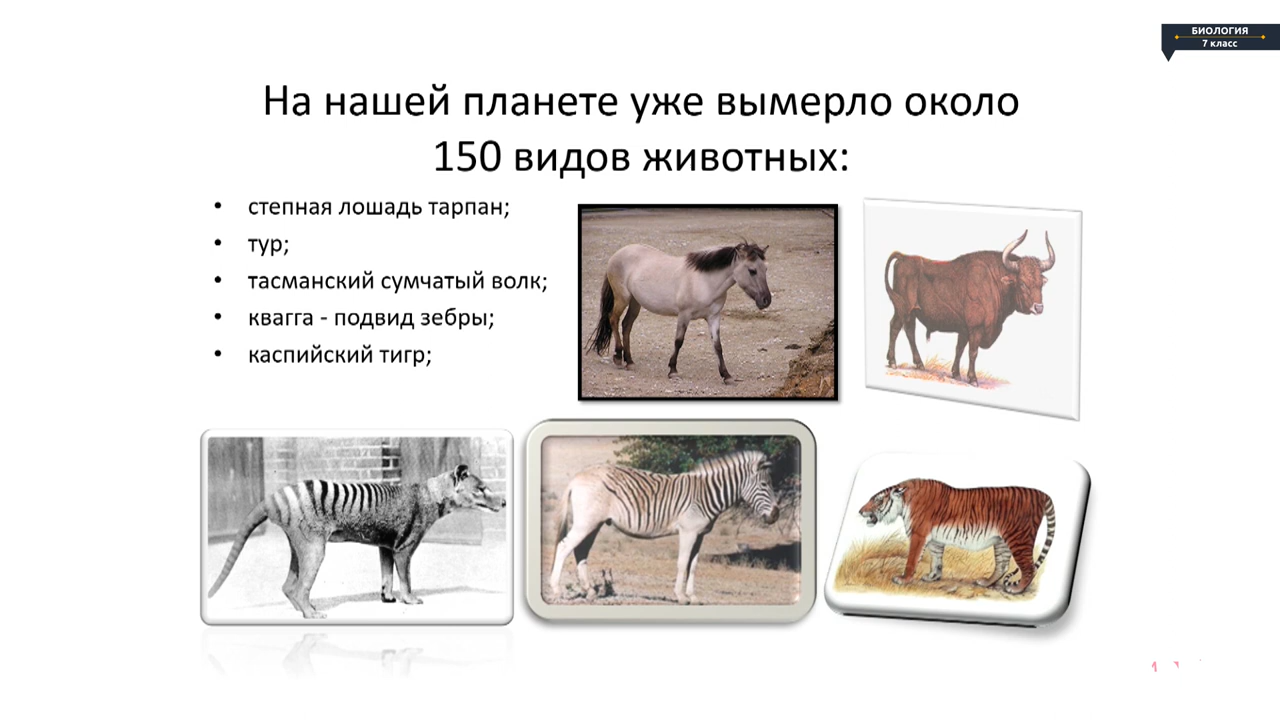 БИОЛОГИЯ
7 класс
На нашей планете уже вымерло около
150 видов животных:
• степная лошадь тарпан;
• тур;
• тасманский сумчатый волк;
• квагга - подвид зебры;
• каспийский тигр;